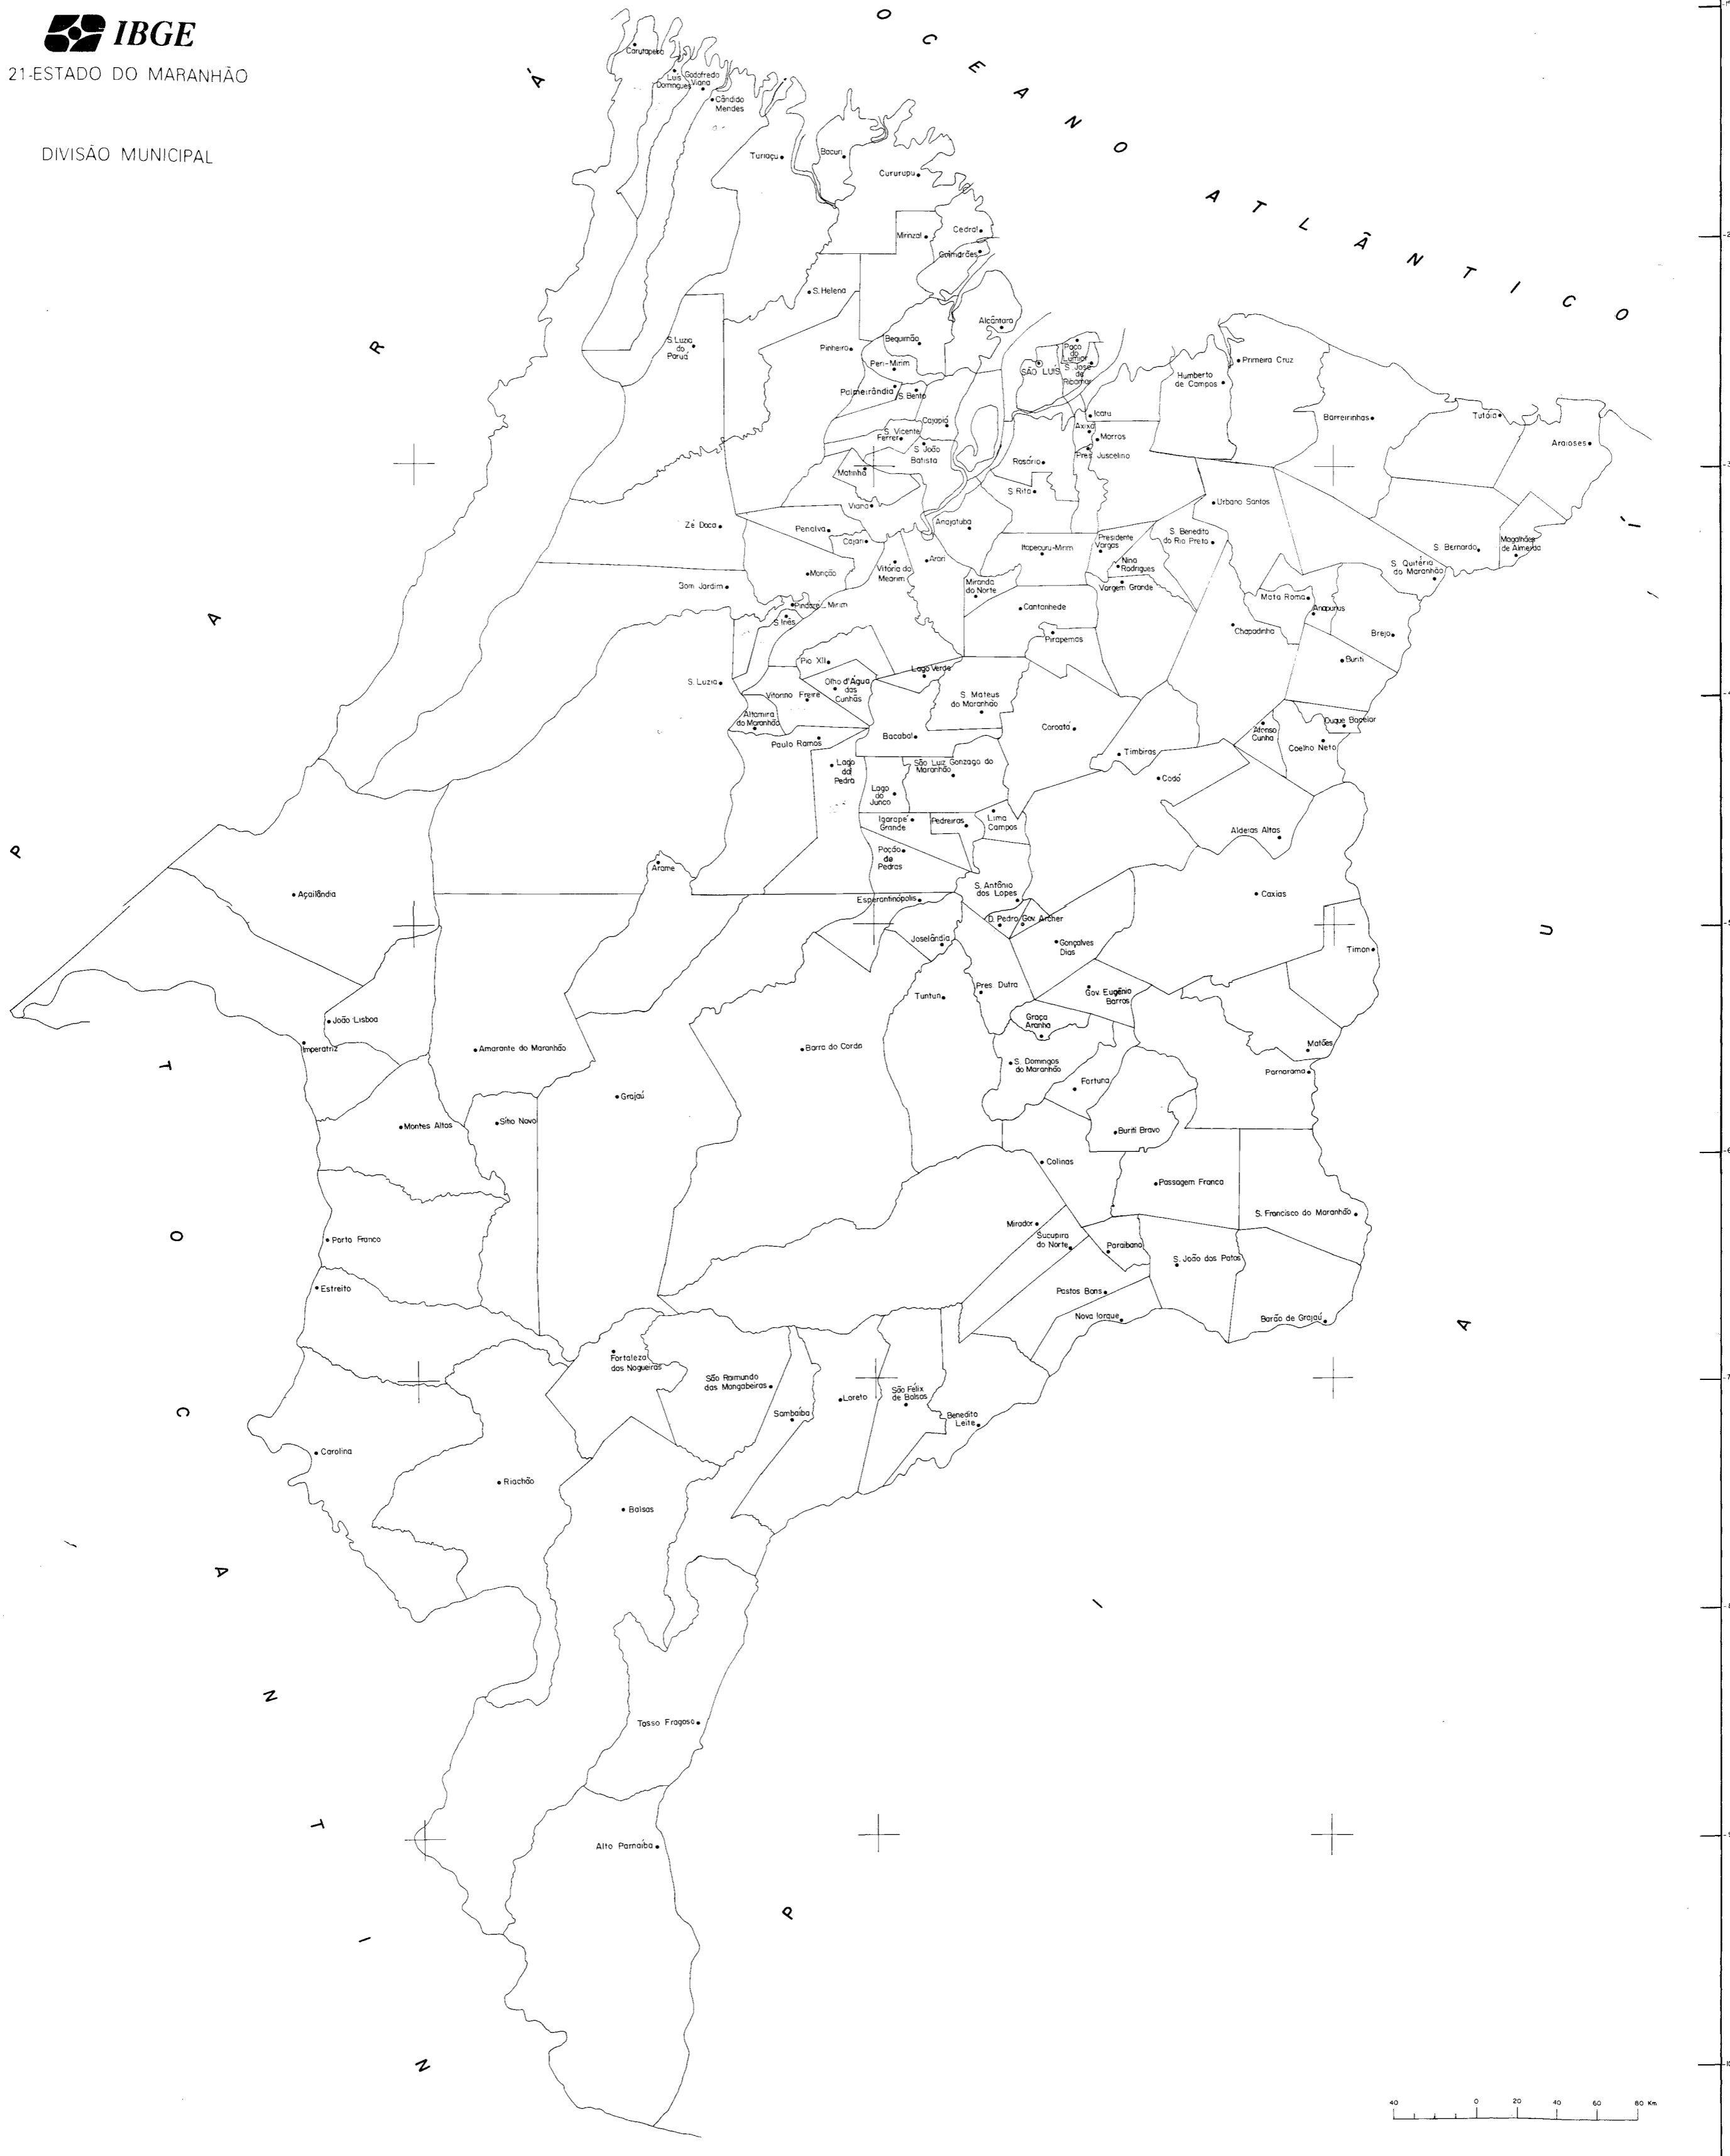 IBGE
21-ESTADO DO MARANHÃO
DIVISÃO MUNICIPAL
OCEANO ATLÂNTICO
PARÁ
TOCANTINS
PIAUÍ
Carutapera
Luís
Domingues
Godofredo
Viana
Cândido
Mendes
Turiaçu
Bacuri
Cururupu
Mirinzal
Cedral
Guimarães
S. Helena
Alcântara
S. Luzia
do
Paruá
Pinheiro
Bequimão
Peri-Mirim
Palmeirândia
S. Bento
Paço
do
Lumiar
SÃO LUÍS
S. José
de
Ribamar
Primeira Cruz
Humberto
de Campos
Barreirinhas
Tutóia
Araioses
Cajapió
S. Vicente
Ferrer
S. João
Batista
Icatu
Axixá
Morros
Pres. Juscelino
Rosário
Matinha
S. Rita
Urbano Santos
Viana
Zé Doca
Penalva
Cajari
Anajatuba
Itapecuru-Mirim
Presidente
Vargas
S. Benedito
do Rio Preto
S. Bernardo
Magalhães
de Almeida
Bom Jardim
Monção
Vitória do
Mearim
Arari
Miranda
do Norte
Nina
Rodrigues
Vargem Grande
S. Quitéria
do Maranhão
Pindaré-Mirim
S. Inês
Cantanhede
Pirapemas
Mata Roma
Anapurus
Chapadinha
Brejo
Buriti
Pio XII
Lago Verde
S. Luzia
Vitorino Freire
Olho d'Água
das
Cunhãs
S. Mateus
do Maranhão
Altamira
do Maranhão
Paulo Ramos
Bacabal
Coroatá
Timbiras
Afonso
Cunha
Duque Bacelar
Coelho Neto
Lago
da
Pedra
São Luiz Gonzaga do
Maranhão
Codó
Lago
do
Junco
Igarapé
Grande
Pedreiras
Lima
Campos
Aldeias Altas
Poção
de
Pedras
Arame
Açailândia
Esperantinópolis
S. Antônio
dos Lopes
Caxias
D. Pedro
Gov. Archer
Joselândia
Gonçalves
Dias
Timon
Tuntun
Pres. Dutra
Gov. Eugênio
Barros
João Lisboa
Imperatriz
Amarante do Maranhão
Barra do Corda
Graça
Aranha
Matões
S. Domingos
do Maranhão
Fortuna
Parnarama
Grajaú
Montes Altos
Sítio Novo
Buriti Bravo
Colinas
Passagem Franca
S. Francisco do Maranhão
Mirador
Sucupira
do Norte
Paraibano
S. João dos Patos
Porto Franco
Estreito
Pastos Bons
Nova Iorque
Barão de Grajaú
Fortaleza
dos Nogueiras
São Raimundo
das Mangabeiras
Loreto
São Félix
de Balsas
Sambaíba
Benedito
Leite
Carolina
Riachão
Balsas
Tasso Fragoso
Alto Parnaíba
40 0 20 40 60 80 Km